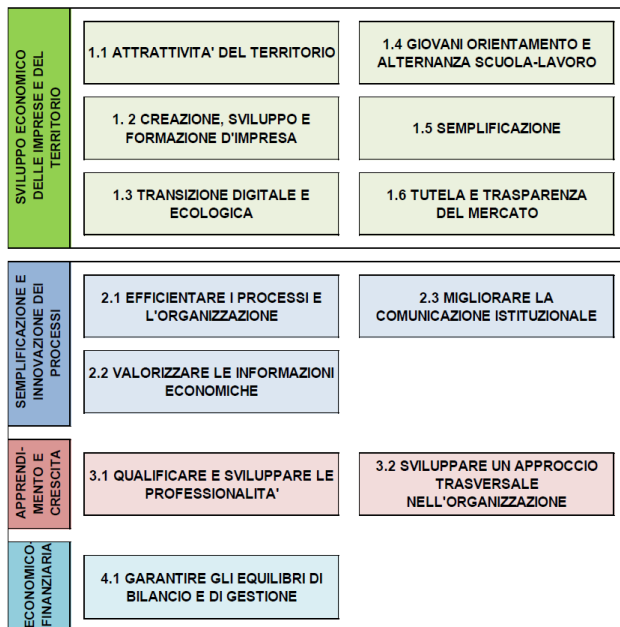 SVILUPPO ECONOMICO
DELLE IMPRESE E DEL
TERRITORIO
1.1 ATTRATTIVITA' DEL TERRITORIO
1.4 GIOVANI ORIENTAMENTO E
ALTERNANZA SCUOLA-LAVORO
1. 2 CREAZIONE, SVILUPPO E
FORMAZIONE D'IMPRESA
1.5 SEMPLIFICAZIONE
1.3 TRANSIZIONE DIGITALE E
ECOLOGICA
1.6 TUTELA E TRASPARENZA
DEL MERCATO
SEMPLIFICAZIONE E
INNOVAZIONE DEI
PROCESSI
2.1 EFFICIENTARE I PROCESSI E
L'ORGANIZZAZIONE
2.3 MIGLIORARE LA
COMUNICAZIONE ISTITUZIONALE
2.2 VALORIZZARE LE INFORMAZIONI
ECONOMICHE
APPRENDI-
MENTO E
CRESCITA
3.1 QUALIFICARE E SVILUPPARE LE
PROFESSIONALITA'
3.2 SVILUPPARE UN APPROCCIO
TRASVERSALE
NELL'ORGANIZZAZIONE
ECONOMICO-
FINANZIARIA
4.1 GARANTIRE GLI EQUILIBRI DI
BILANCIO E DI GESTIONE